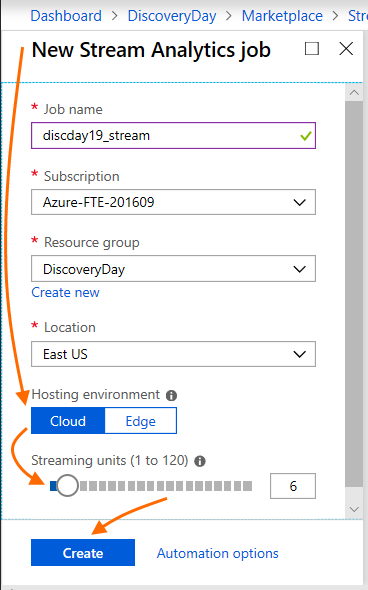 Dashboard > DiscoveryDay > Marketplace > Stre
New Stream Analytics job
* Job name
discday19_stream
* Subscription
Azure-FTE-201609
* Resource group
DiscoveryDay
Create new
* Location
East US
Hosting environment
Cloud Edge
Streaming units (1 to 120)
6
Create Automation options